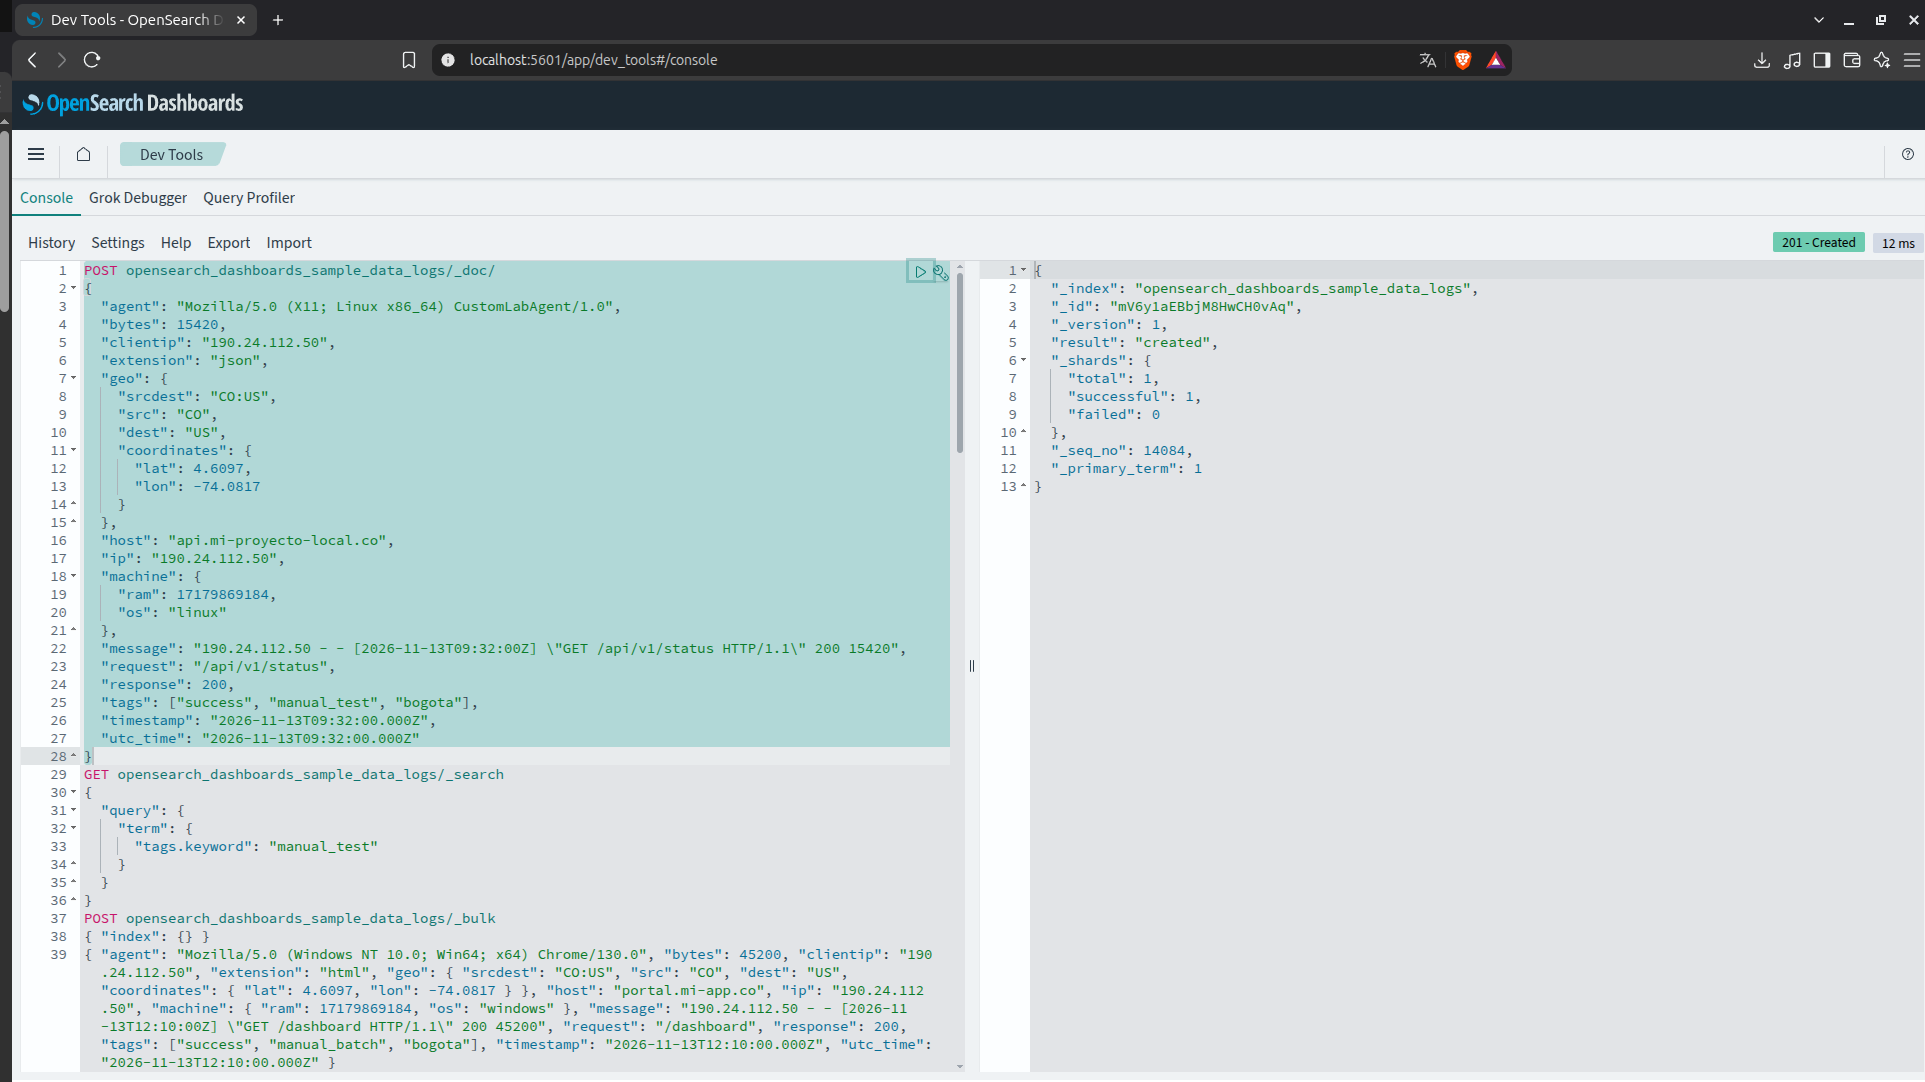 Dev Tools - OpenSearch D
localhost:5601/app/dev_tools#/console
OpenSearch Dashboards
Dev Tools
Console Grok Debugger Query Profiler
History Settings Help Export Import
201 - Created 12 ms
1 POST opensearch_dashboards_sample_data_logs/_doc/
2 {
3 "agent": "Mozilla/5.0 (X11; Linux x86_64) CustomLabAgent/1.0",
4 "bytes": 15420,
5 "clientip": "190.24.112.50",
6 "extension": "json",
7 "geo": {
8 "srcdest": "CO:US",
9 "src": "CO",
10 "dest": "US",
11 "coordinates": {
12 "lat": 4.6097,
13 "lon": -74.0817
14 }
15 },
16 "host": "api.mi-proyecto-local.co",
17 "ip": "190.24.112.50",
18 "machine": {
19 "ram": 17179869184,
20 "os": "linux"
21 },
22 "message": "190.24.112.50 - - [2026-11-13T09:32:00Z] \"GET /api/v1/status HTTP/1.1\" 200 15420",
23 "request": "/api/v1/status",
24 "response": 200,
25 "tags": ["success", "manual_test", "bogota"],
26 "timestamp": "2026-11-13T09:32:00.000Z",
27 "utc_time": "2026-11-13T09:32:00.000Z"
28 }
29 GET opensearch_dashboards_sample_data_logs/_search
30 {
31 "query": {
32 "term": {
33 "tags.keyword": "manual_test"
34 }
35 }
36 }
37 POST opensearch_dashboards_sample_data_logs/_bulk
38 { "index": {} }
39 { "agent": "Mozilla/5.0 (Windows NT 10.0; Win64; x64) Chrome/130.0", "bytes": 45200, "clientip": "190
.24.112.50", "extension": "html", "geo": { "srcdest": "CO:US", "src": "CO", "dest": "US",
"coordinates": { "lat": 4.6097, "lon": -74.0817 } }, "host": "portal.mi-app.co", "ip": "190.24.112
.50", "machine": { "ram": 17179869184, "os": "windows" }, "message": "190.24.112.50 - - [2026-11
-13T12:10:00Z] \"GET /dashboard HTTP/1.1\" 200 45200", "request": "/dashboard", "response": 200,
"tags": ["success", "manual_batch", "bogota"], "timestamp": "2026-11-13T12:10:00.000Z", "utc_time":
"2026-11-13T12:10:00.000Z" }
1 {
2 "_index": "opensearch_dashboards_sample_data_logs",
3 "_id": "mV6y1aEBbjM8HwCH0vAq",
4 "_version": 1,
5 "result": "created",
6 "_shards": {
7 "total": 1,
8 "successful": 1,
9 "failed": 0
10 },
11 "_seq_no": 14084,
12 "_primary_term": 1
13 }